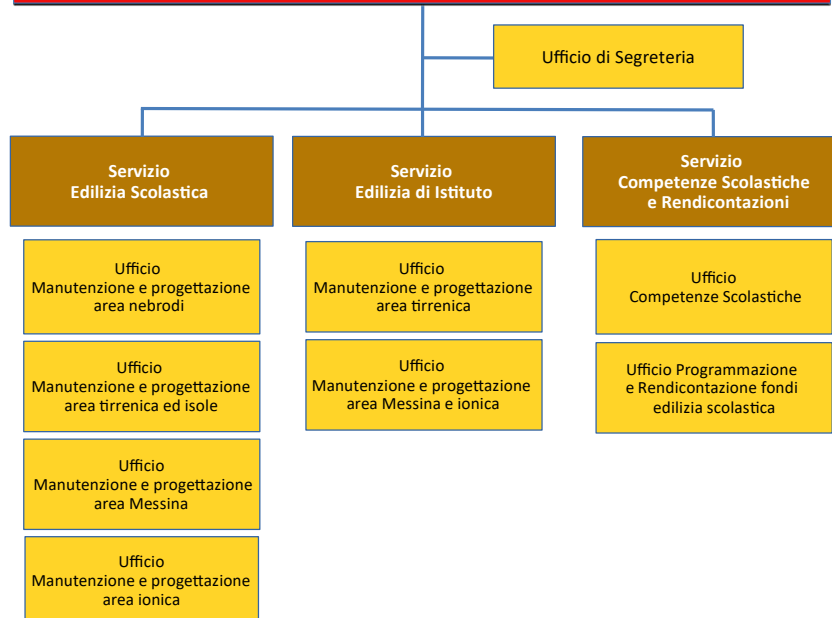 Ufficio di Segreteria
Servizio
Edilizia Scolastica
Ufficio
Manutenzione e progettazione
area nebrodi
Ufficio
Manutenzione e progettazione
area tirrenica ed isole
Ufficio
Manutenzione e progettazione
area Messina
Ufficio
Manutenzione e progettazione
area ionica
Servizio
Edilizia di Istituto
Ufficio
Manutenzione e progettazione
area tirrenica
Ufficio
Manutenzione e progettazione
area Messina e ionica
Servizio
Competenze Scolastiche
e Rendicontazioni
Ufficio
Competenze Scolastiche
Ufficio Programmazione
e Rendicontazione fondi
edilizia scolastica